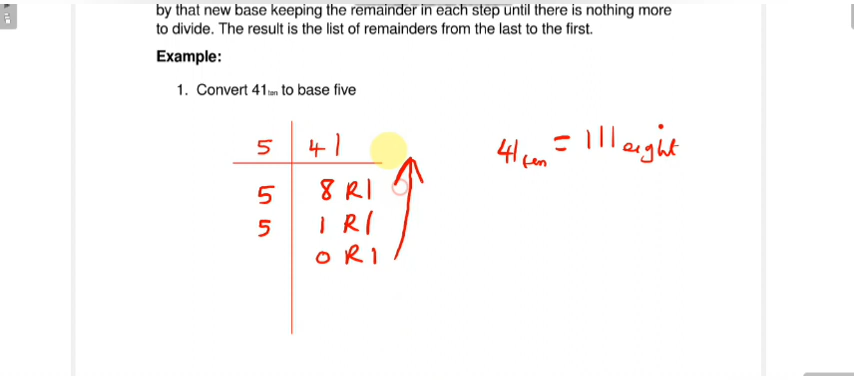 by that new base keeping the remainder in each step until there is nothing more
to divide. The result is the list of remainders from the last to the first.
Example:
1. Convert 41ten to base five
5 41
5 8 R1
5 1 R1
0 R1
41ten = 111eight